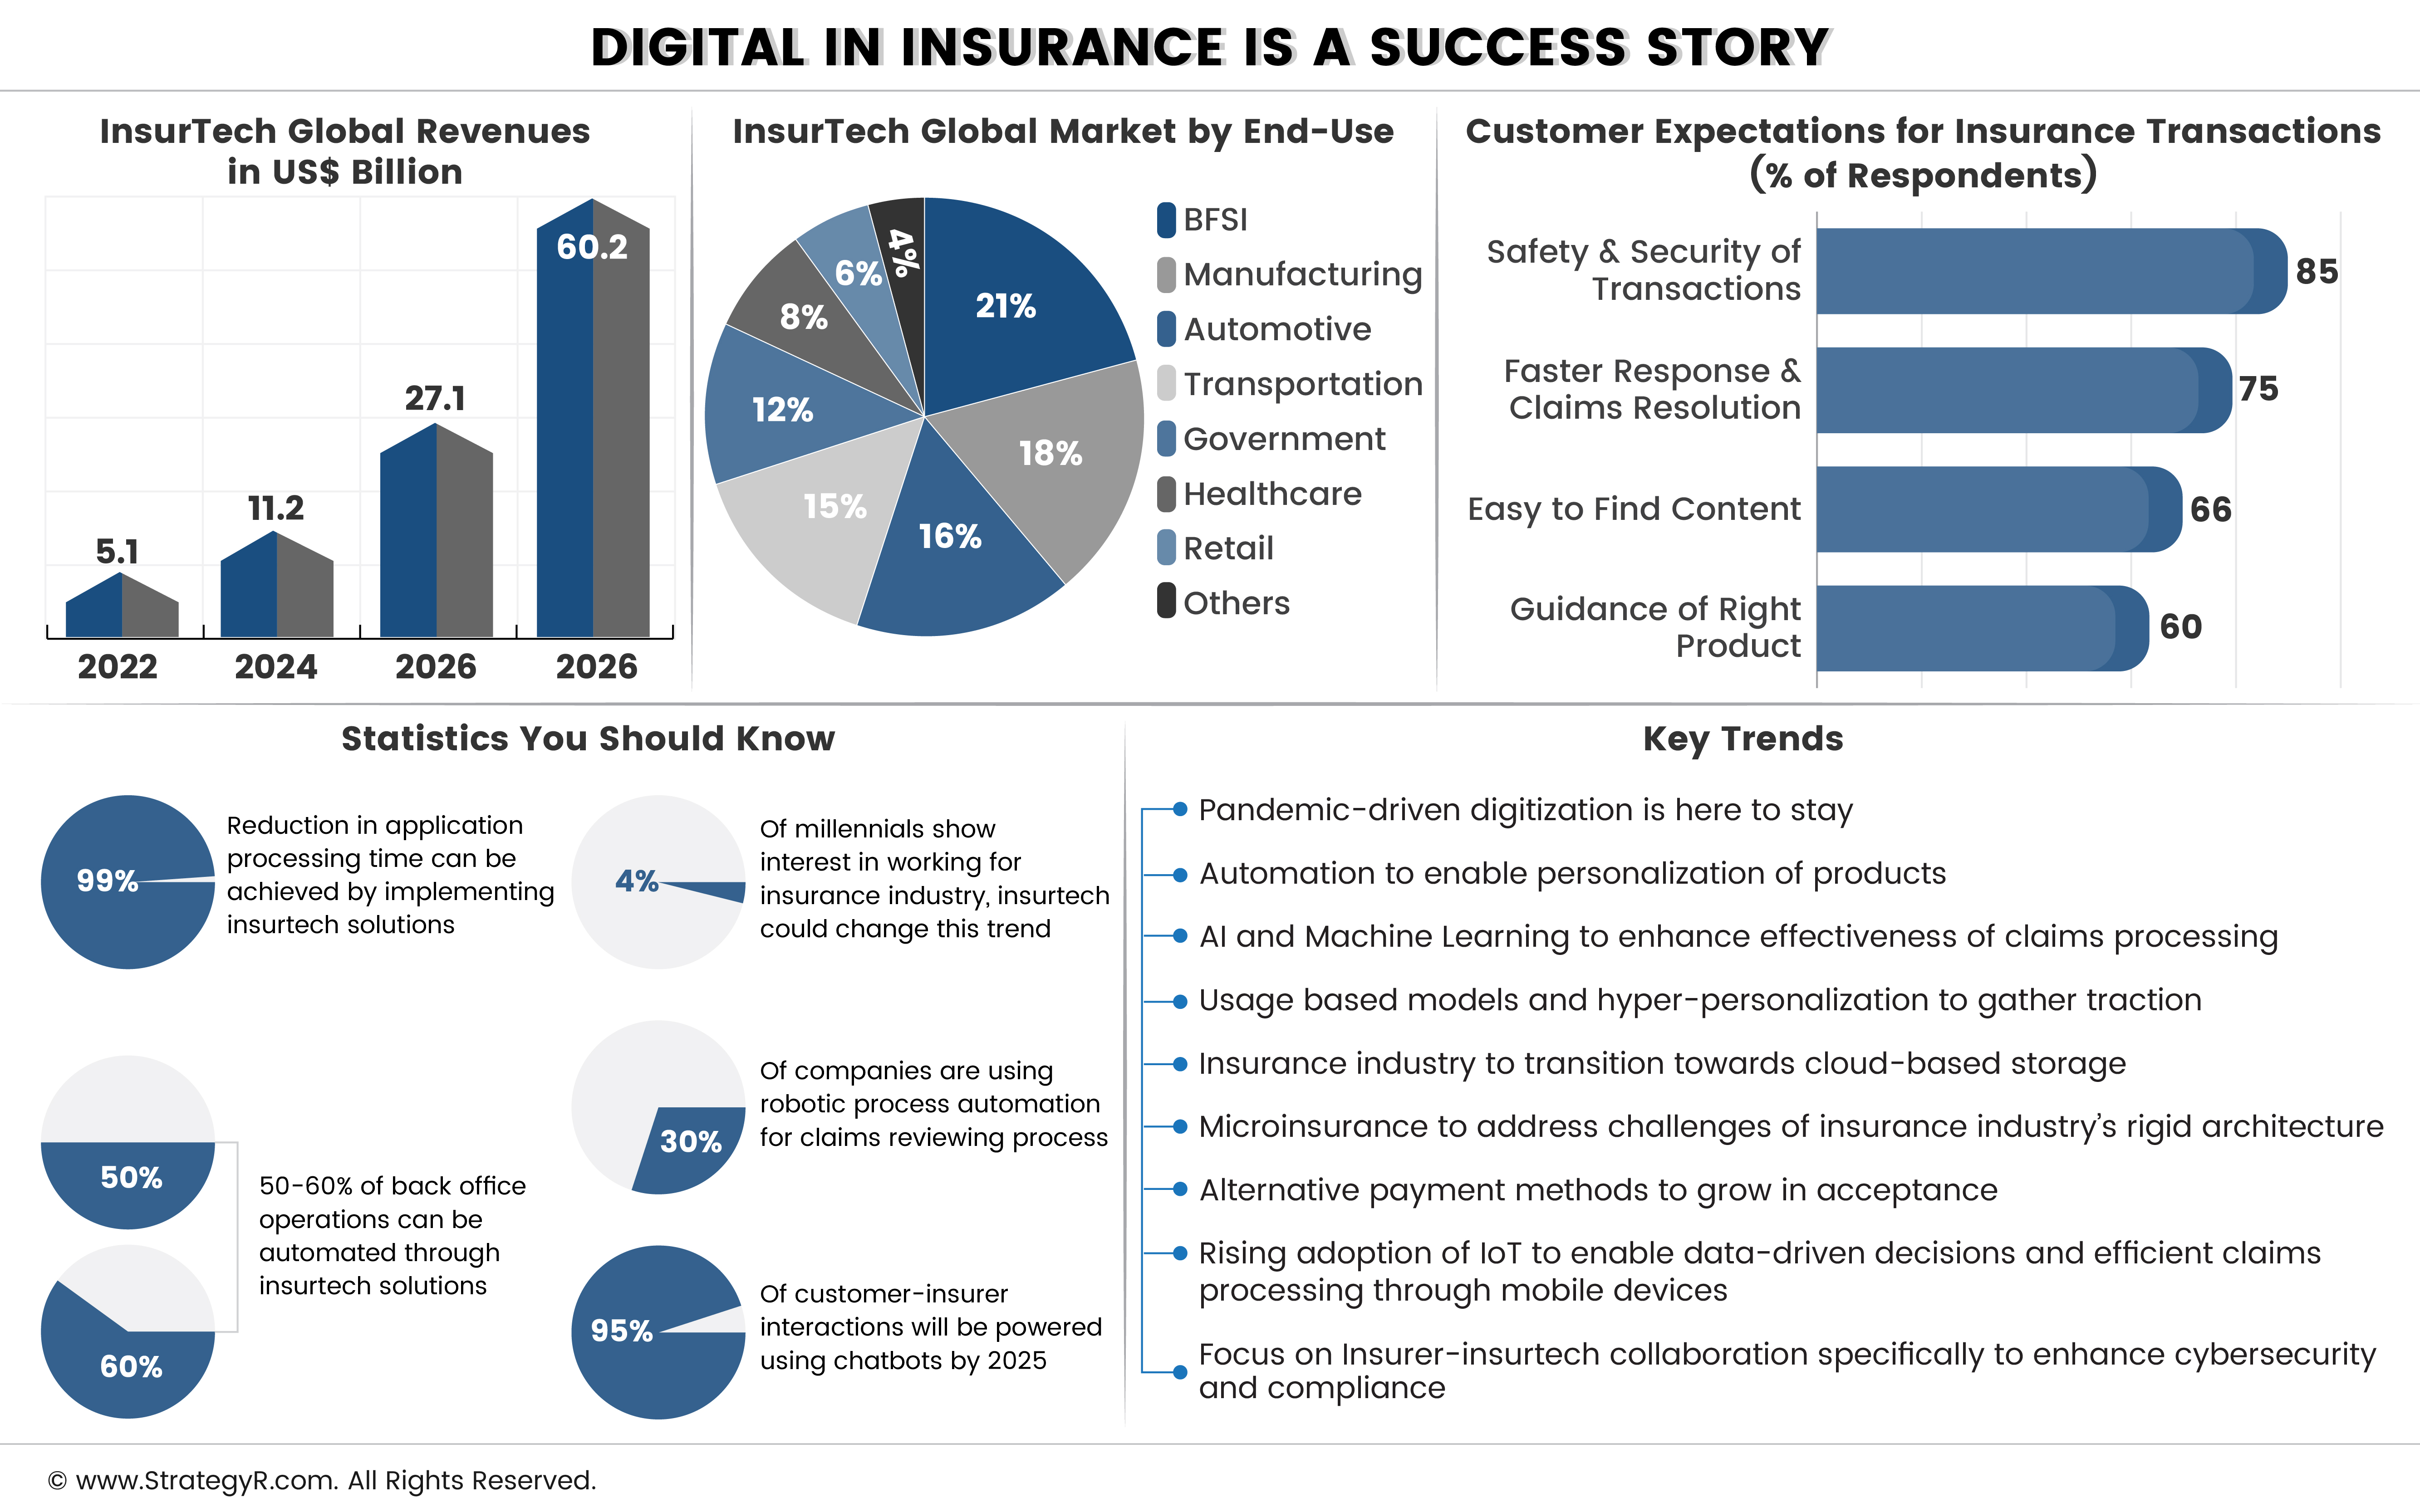 DIGITAL IN INSURANCE IS A SUCCESS STORY
InsurTech Global Revenues
in US$ Billion
5.1
11.2
27.1
60.2
2022
2024
2026
2026
InsurTech Global Market by End-Use
21%
18%
16%
15%
12%
8%
6%
4%
BFSI
Manufacturing
Automotive
Transportation
Government
Healthcare
Retail
Others
Customer Expectations for Insurance Transactions
(% of Respondents)
Safety & Security of
Transactions
85
Faster Response &
Claims Resolution
75
Easy to Find Content
66
Guidance of Right
Product
60
Statistics You Should Know
99%
Reduction in application
processing time can be
achieved by implementing
insurtech solutions
50%
60%
50-60% of back office
operations can be
automated through
insurtech solutions
4%
Of millennials show
interest in working for
insurance industry, insurtech
could change this trend
30%
Of companies are using
robotic process automation
for claims reviewing process
95%
Of customer-insurer
interactions will be powered
using chatbots by 2025
Key Trends
Pandemic-driven digitization is here to stay
Automation to enable personalization of products
AI and Machine Learning to enhance effectiveness of claims processing
Usage based models and hyper-personalization to gather traction
Insurance industry to transition towards cloud-based storage
Microinsurance to address challenges of insurance industry's rigid architecture
Alternative payment methods to grow in acceptance
Rising adoption of IoT to enable data-driven decisions and efficient claims
processing through mobile devices
Focus on Insurer-insurtech collaboration specifically to enhance cybersecurity
and compliance
© www.StrategyR.com. All Rights Reserved.